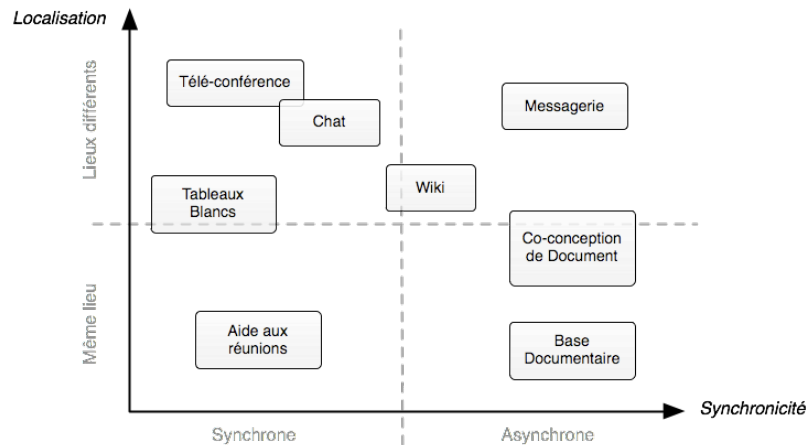 Localisation
Lieux différents
Télé-conférence
Chat
Messagerie
Wiki
Tableaux
Blancs
Co-conception
de Document
Même lieu
Aide aux
réunions
Base
Documentaire
Synchronicité
Synchrone
Asynchrone